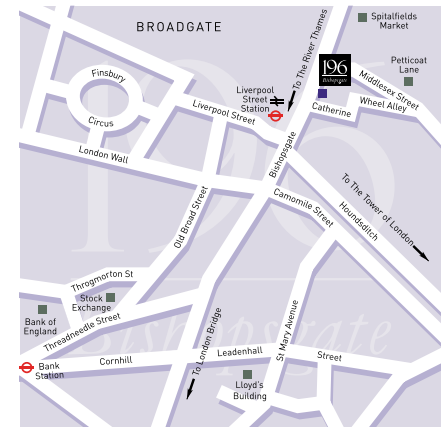 BROADGATE
Spitalfields
Market
To The River Thames
196
Bishopsgate
Petticoat
Lane
Finsbury
Circus
Liverpool
Street
Station
Middlesex Street
Liverpool Street
Catherine
Wheel Alley
London Wall
Bishopsgate
Camomile Street
To The Tower of London
Houndsditch
Old Broad Street
Throgmorton St
Stock
Exchange
Bank of
England
Threadneedle Street
St Mary Avenue
To London Bridge
Cornhill
Leadenhall
Street
Bank
Station
Lloyd's
Building
196
Bishopsgate